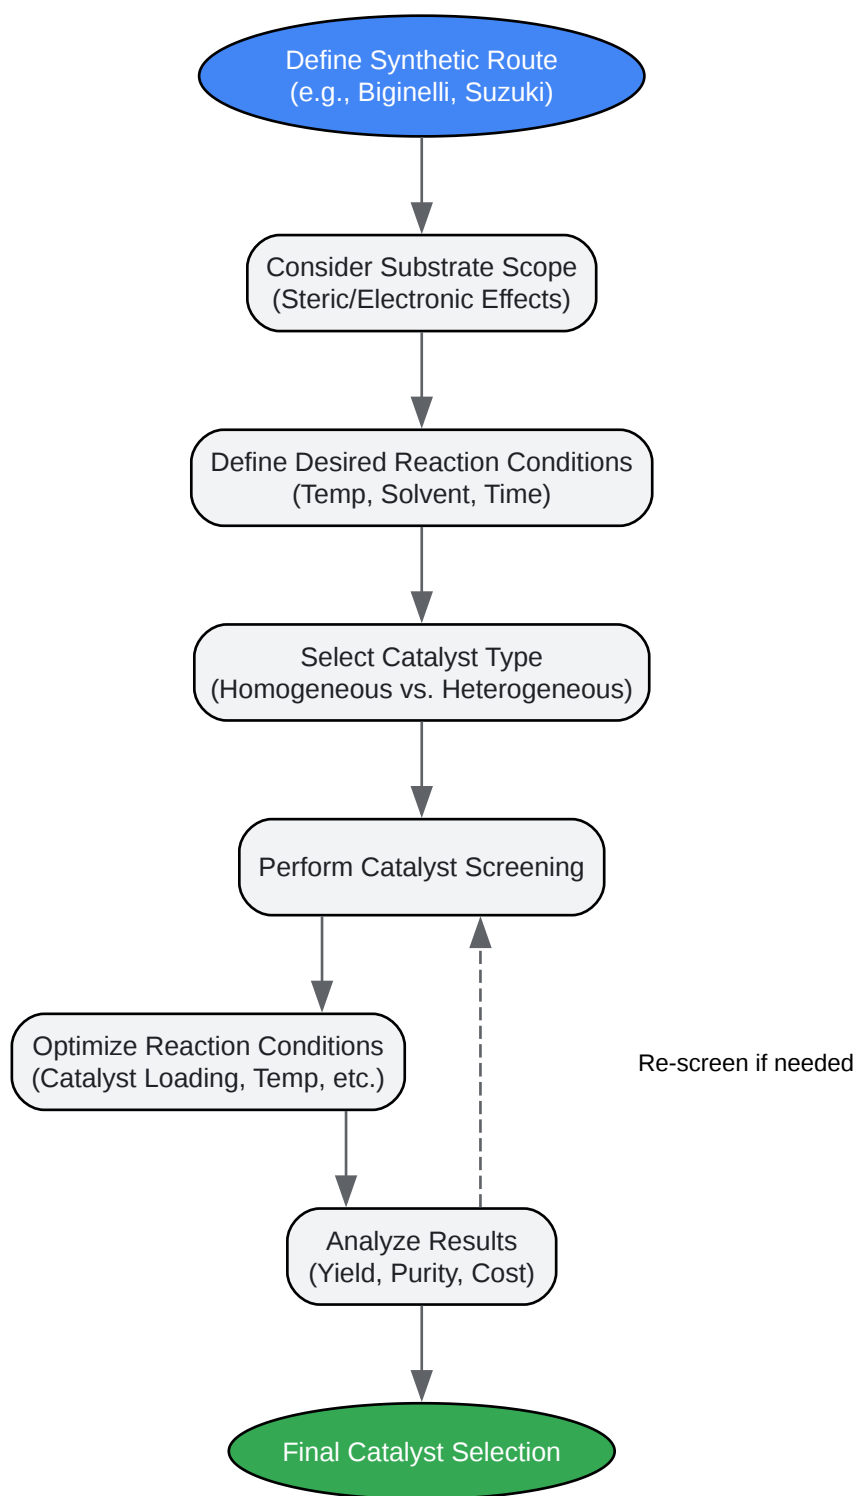 Define Synthetic Route
(e.g., Biginelli, Suzuki)
Consider Substrate Scope
(Steric/Electronic Effects)
Define Desired Reaction Conditions
(Temp, Solvent, Time)
Select Catalyst Type
(Homogeneous vs. Heterogeneous)
Perform Catalyst Screening
Optimize Reaction Conditions
(Catalyst Loading, Temp, etc.)
Re-screen if needed
Analyze Results
(Yield, Purity, Cost)
Final Catalyst Selection